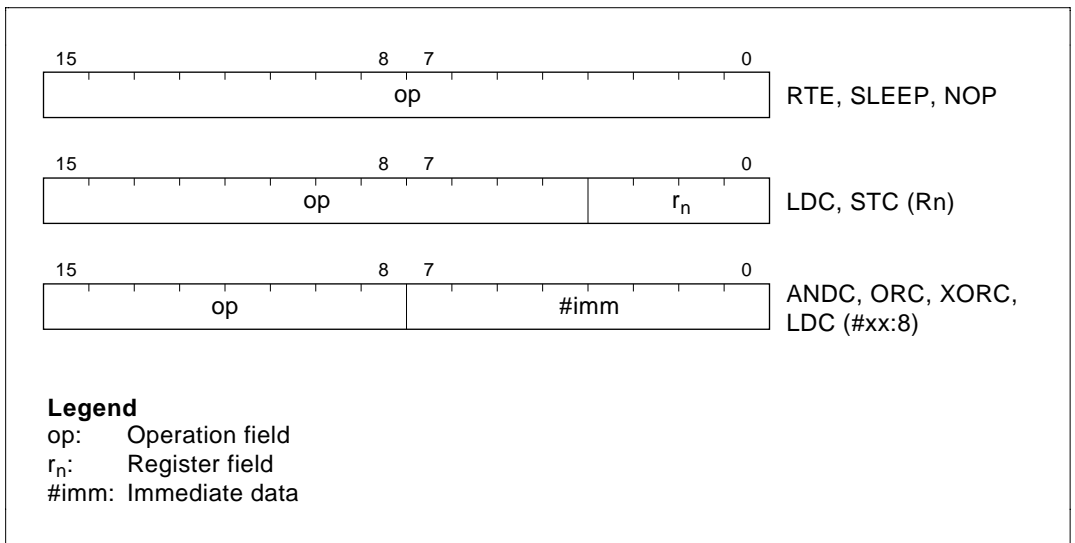 15 8 7 0
op
RTE, SLEEP, NOP
15 8 7 0
op rn
LDC, STC (Rn)
15 8 7 0
op #imm
ANDC, ORC, XORC,
LDC (#xx:8)
Legend
op: Operation field
rn: Register field
#imm: Immediate data